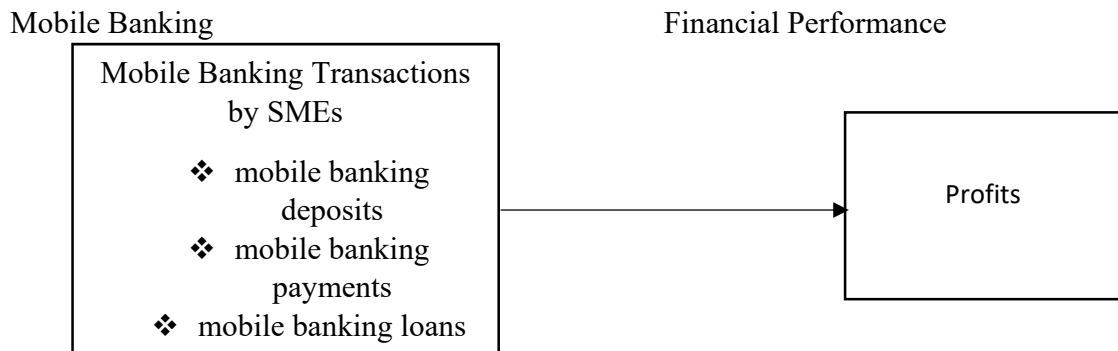 Mobile Banking
Financial Performance
Mobile Banking Transactions
by SMEs
❖ mobile banking
deposits
❖ mobile banking
payments
❖ mobile banking loans
Profits